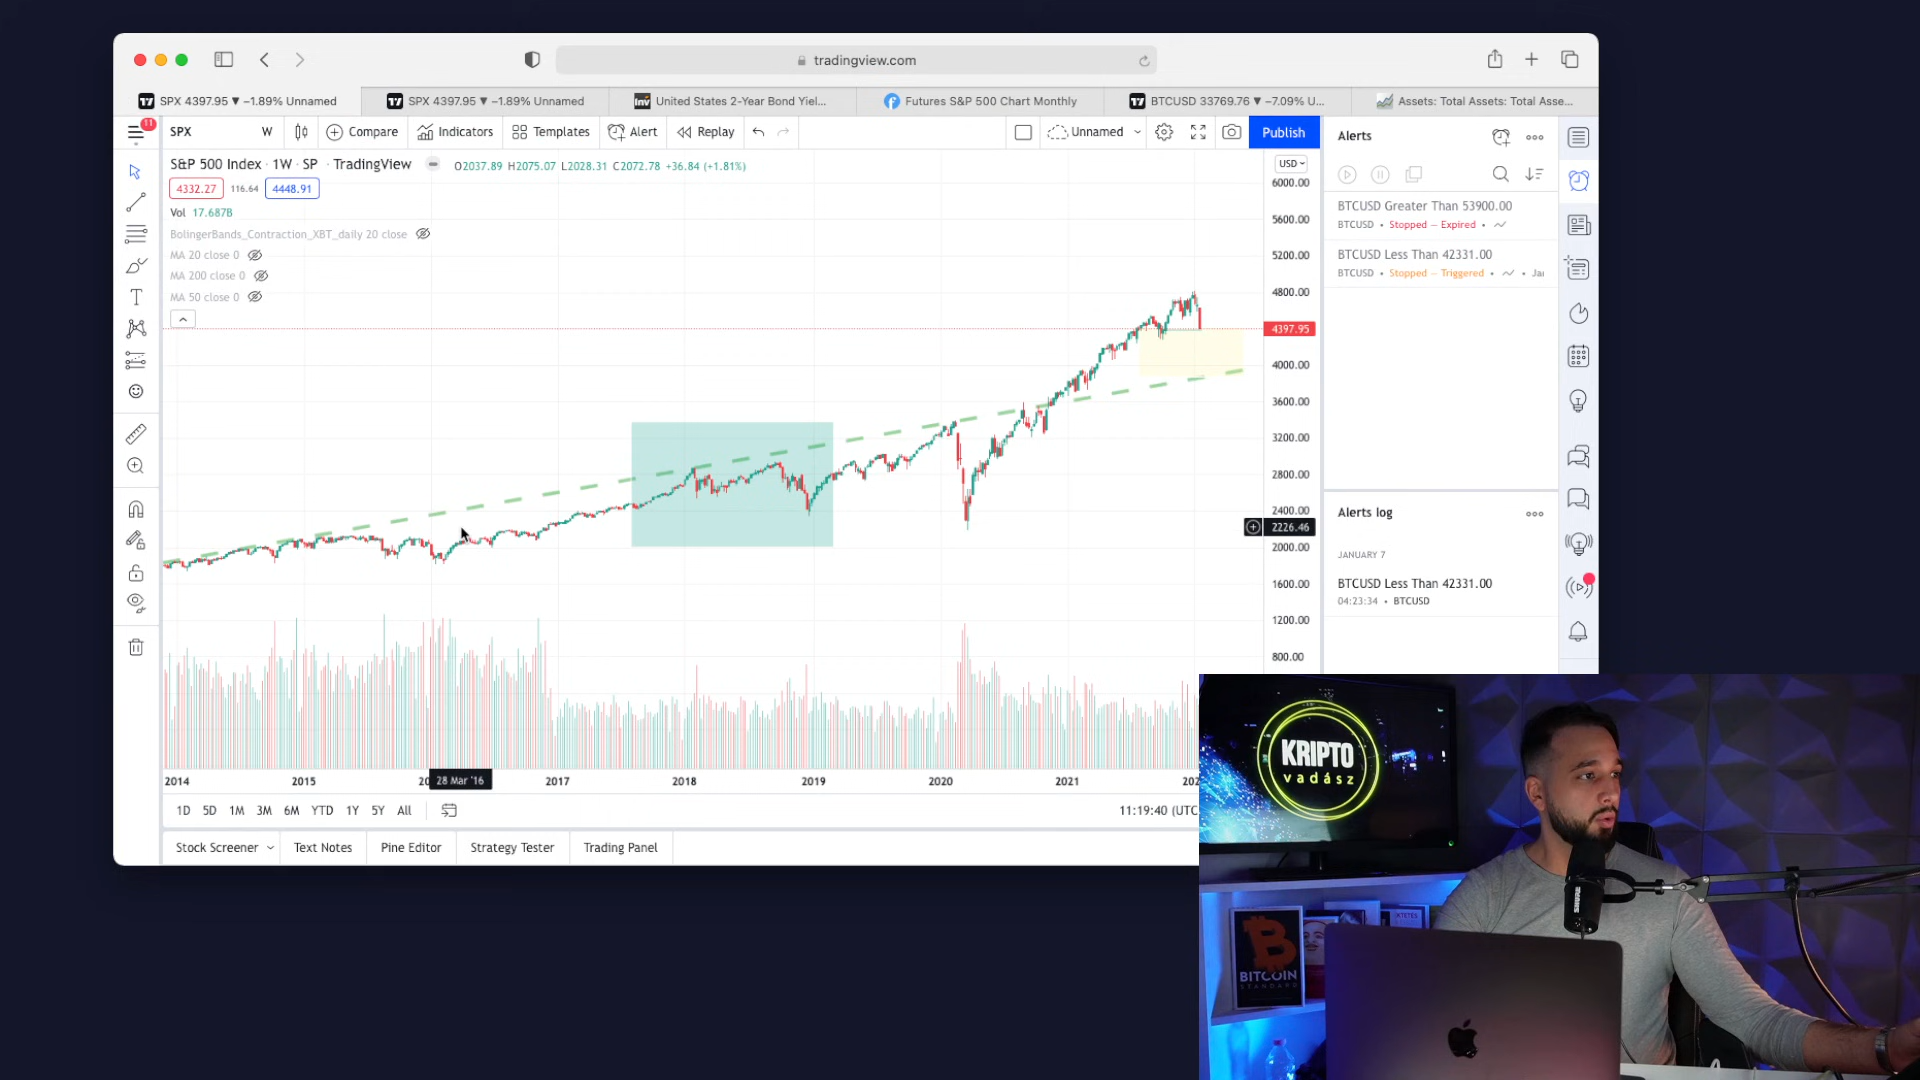 tradingview.com
SPX 4397.95 ▼ −1.89% Unnamed
SPX 4397.95 ▼ −1.89% Unnamed
United States 2-Year Bond Yiel...
Futures S&P 500 Chart Monthly
BTCUSD 33769.76 ▼ −7.09% U...
Assets: Total Assets: Total Asse...
11
SPX
W
Compare
Indicators
Templates
Alert
Replay
Unnamed
Publish
S&P 500 Index · 1W · SP · TradingView
O2037.89 H2075.07 L2028.31 C2072.78 +36.84 (+1.81%)
4332.27 116.64 4448.91
Vol 17.687B
BolingerBands_Contraction_XBT_daily 20 close
MA 20 close 0
MA 200 close 0
MA 50 close 0
USD
6000.00
5600.00
5200.00
4800.00
4397.95
4000.00
3600.00
3200.00
2800.00
2400.00
2226.46
2000.00
1600.00
1200.00
800.00
2014 2015 28 Mar '16 2017 2018 2019 2020 2021
1D 5D 1M 3M 6M YTD 1Y 5Y All
11:19:40 (UTC
Stock Screener
Text Notes
Pine Editor
Strategy Tester
Trading Panel
Alerts
BTCUSD Greater Than 53900.00
BTCUSD • Stopped — Expired •
BTCUSD Less Than 42331.00
BTCUSD • Stopped — Triggered • • Ja
Alerts log
JANUARY 7
BTCUSD Less Than 42331.00
04:23:34 • BTCUSD
KRIPTO
vadász
BITCOIN
STANDARD
SHURE